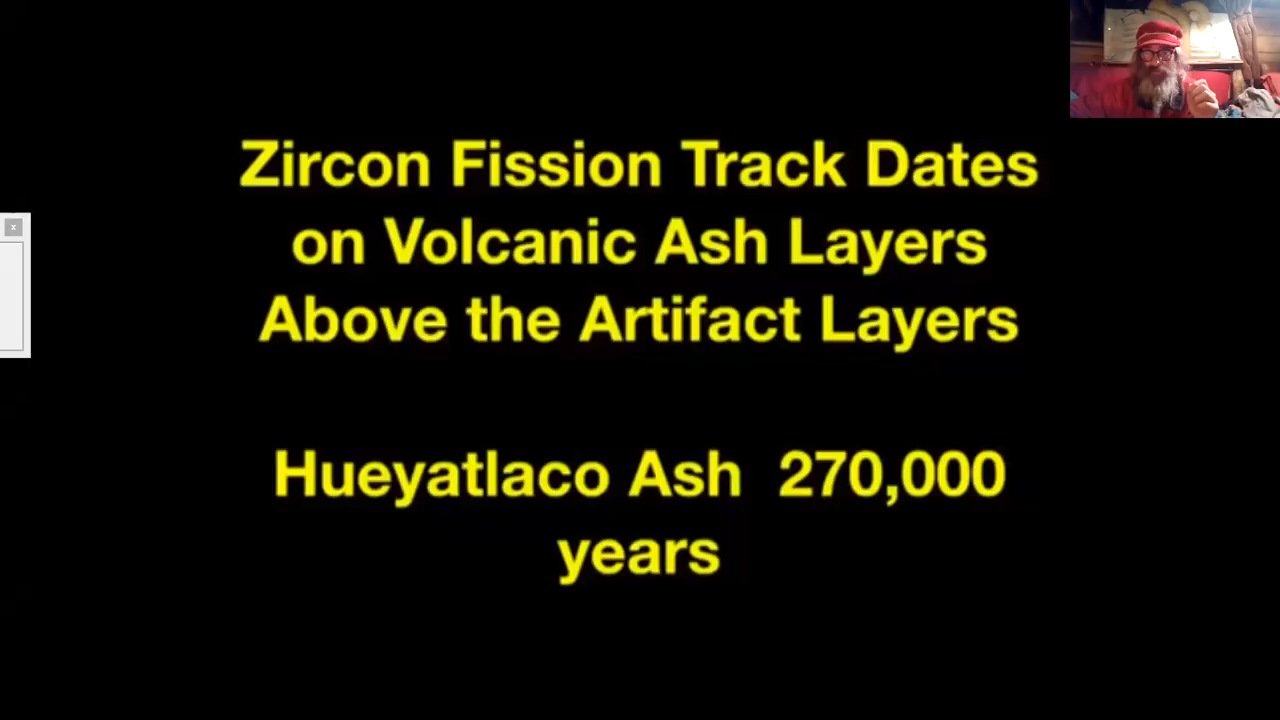 Zircon Fission Track Dates
on Volcanic Ash Layers
Above the Artifact Layers
Hueyatlaco Ash 270,000
years
x